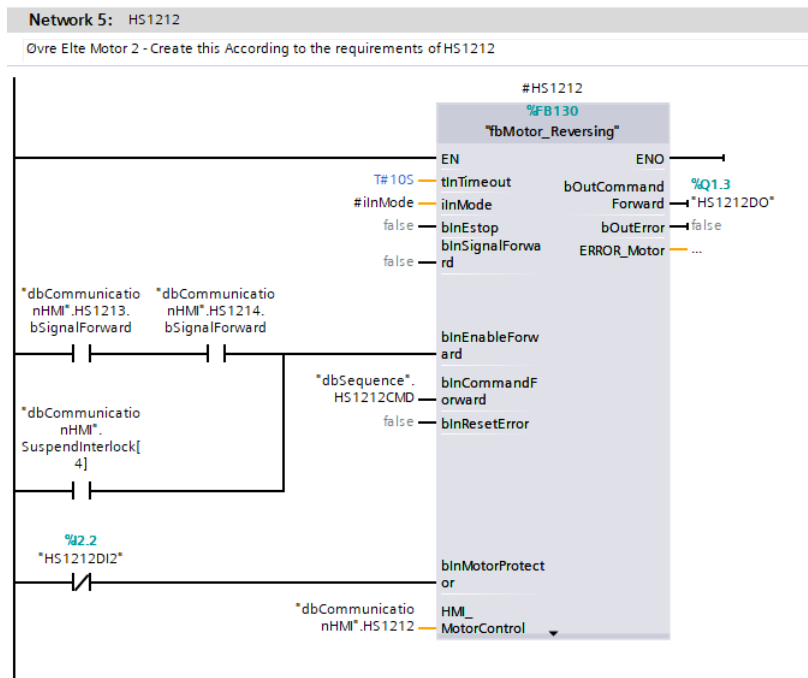 Network 5: HS1212
Øvre Elte Motor 2 - Create this According to the requirements of HS1212
#HS1212
%FB130
"fbMotor_Reversing"
EN ENO
T#10S tInTimeout
bOutCommand
Forward
%Q1.3
"HS1212DO"
#iInMode iInMode
false bInEstop
bOutError false
false bInSignalForwa
rd
ERROR_Motor ...
"dbCommunicatio
nHMI".HS1213.
bSignalForward
"dbCommunicatio
nHMI".HS1214.
bSignalForward
bInEnableForw
ard
"dbSequence".
HS1212CMD
bInCommandF
orward
"dbCommunicatio
nHMI".
SuspendInterlock[
4]
false bInResetError
%I2.2
"HS1212DI2"
bInMotorProtect
or
"dbCommunicatio
nHMI".HS1212
HMI_
MotorControl